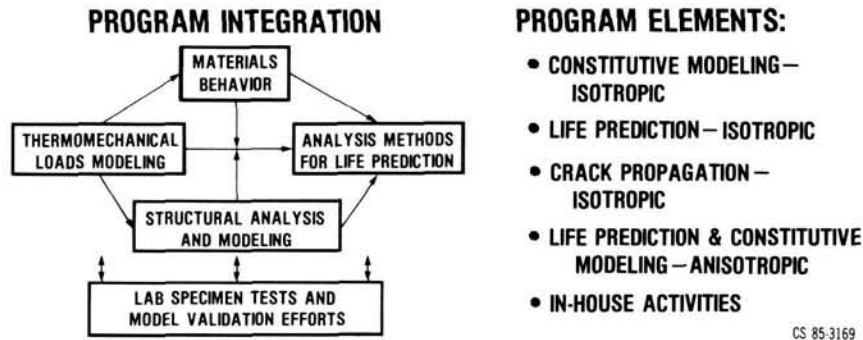 PROGRAM INTEGRATION
MATERIALS
BEHAVIOR
THERMOMECHANICAL
LOADS MODELING
ANALYSIS METHODS
FOR LIFE PREDICTION
STRUCTURAL ANALYSIS
AND MODELING
LAB SPECIMEN TESTS AND
MODEL VALIDATION EFFORTS
PROGRAM ELEMENTS:
• CONSTITUTIVE MODELING—
ISOTROPIC
• LIFE PREDICTION—ISOTROPIC
• CRACK PROPAGATION—
ISOTROPIC
• LIFE PREDICTION & CONSTITUTIVE
MODELING—ANISOTROPIC
• IN-HOUSE ACTIVITIES
CS 85-3169